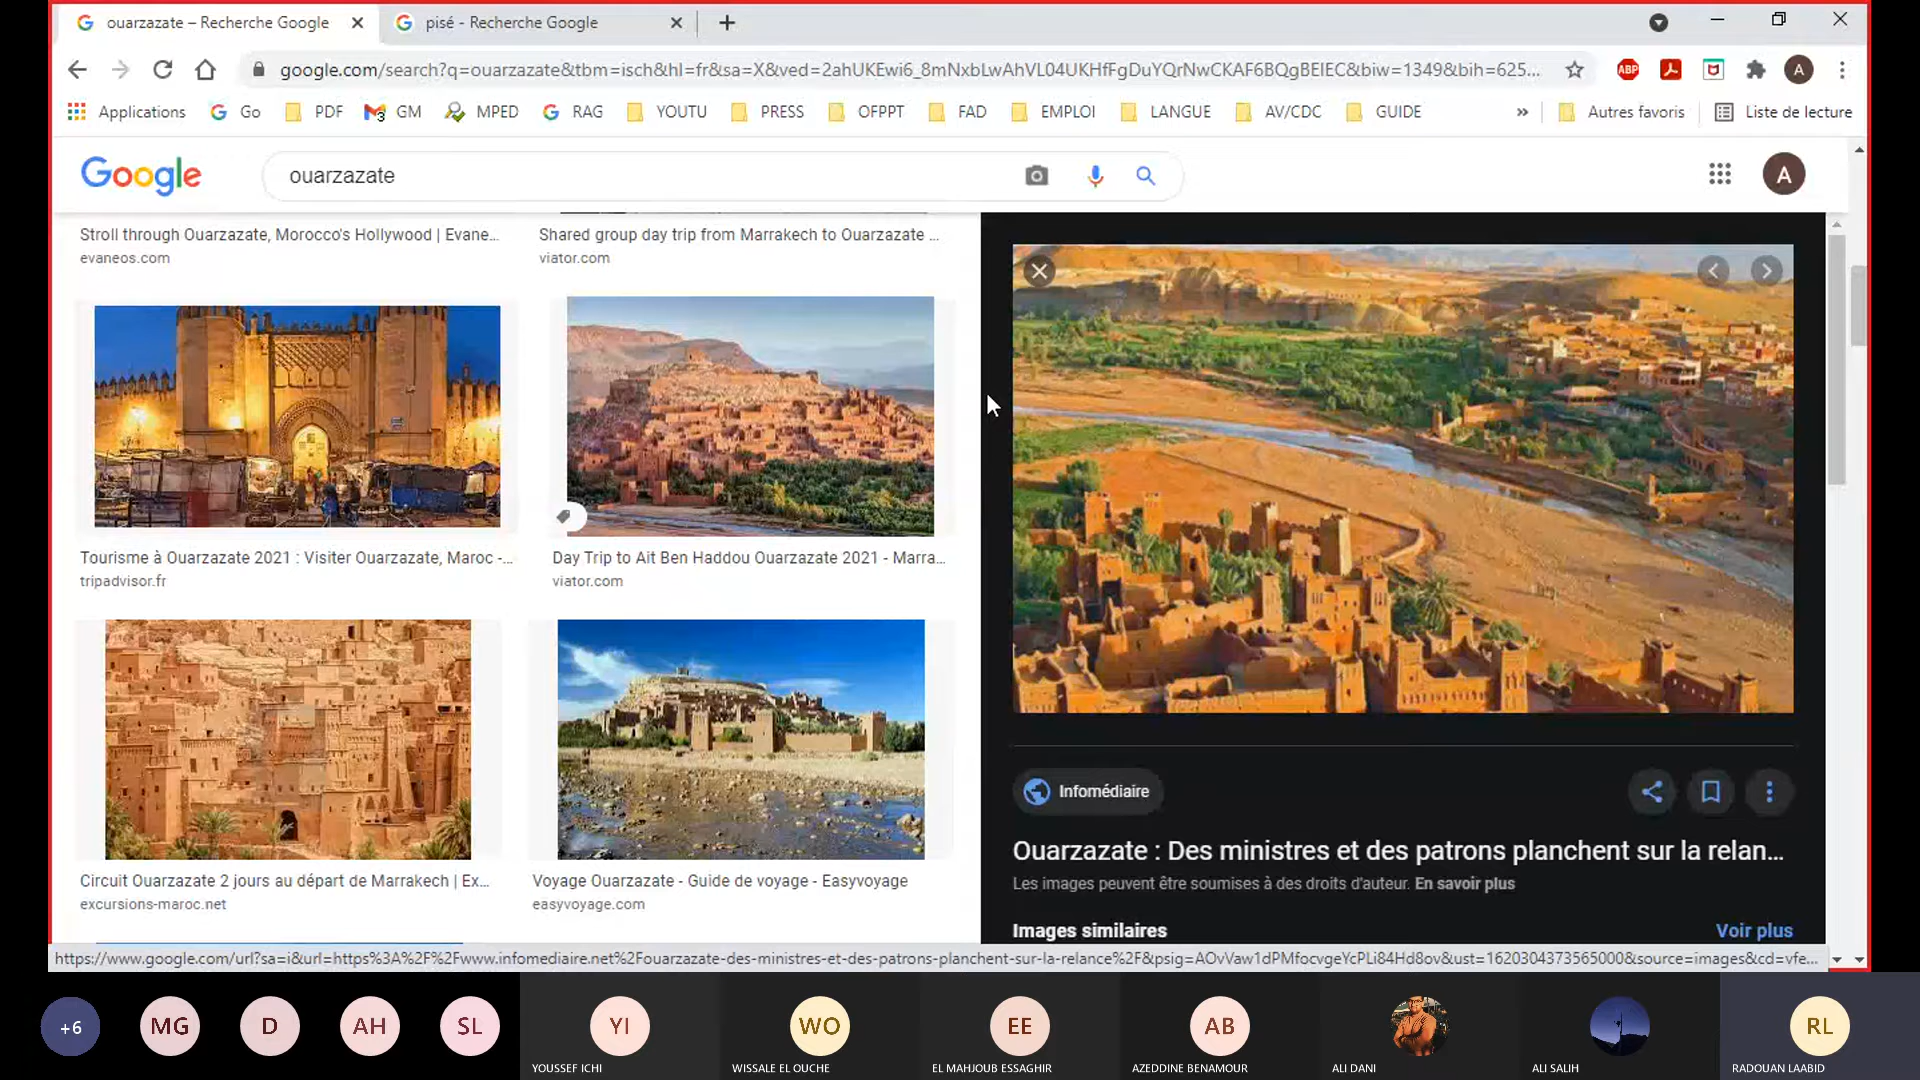 ouarzazate – Recherche Google
pisé - Recherche Google
google.com/search?q=ouarzazate&tbm=isch&hl=fr&sa=X&ved=2ahUKEwi6_8mNxbLwAhVL04UKHfFgDuYQrNwCKAF6BQgBEIEC&biw=1349&bih=625...
ABP
A
Applications
Go
PDF
GM
MPED
RAG
YOUTU
PRESS
OFPPT
FAD
EMPLOI
LANGUE
AV/CDC
GUIDE
»
Autres favoris
Liste de lecture
Google
ouarzazate
A
Stroll through Ouarzazate, Morocco's Hollywood | Evane...
evaneos.com
Shared group day trip from Marrakech to Ouarzazate ...
viator.com
Tourisme à Ouarzazate 2021 : Visiter Ouarzazate, Maroc -...
tripadvisor.fr
Day Trip to Ait Ben Haddou Ouarzazate 2021 - Marra...
viator.com
Circuit Ouarzazate 2 jours au départ de Marrakech | Ex...
excursions-maroc.net
Voyage Ouarzazate - Guide de voyage - Easyvoyage
easyvoyage.com
Infomédiaire
Ouarzazate : Des ministres et des patrons planchent sur la relan...
Les images peuvent être soumises à des droits d'auteur. En savoir plus
Images similaires
Voir plus
https://www.google.com/url?sa=i&url=https%3A%2F%2Fwww.infomediaire.net%2Fouarzazate-des-ministres-et-des-patrons-planchent-sur-la-relance%2F&psig=AOvVaw1dPMfocvgeYcPLi84Hd8ov&ust=1620304373565000&source=images&cd=vfe...
+6
MG
D
AH
SL
YI
WO
EE
AB
RL
YOUSSEF ICHI
WISSALE EL OUCHE
EL MAHJOUB ESSAGHIR
AZEDDINE BENAMOUR
ALI DANI
ALI SALIH
RADOUAN LAABID